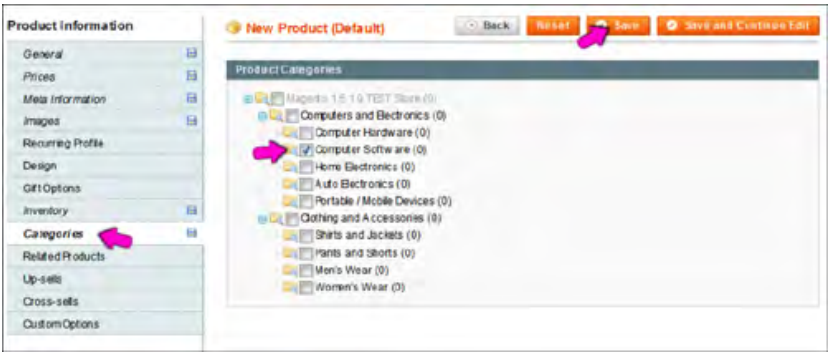 Product Information
General
Prices
Meta Information
Images
Recurring Profile
Design
Gift Options
Inventory
Categories
Related Products
Up-sells
Cross-sells
Custom Options
New Product (Default)
Back Reset Save Save and Continue Edit
Product Categories
Magento 1.5.1.0 TEST Store (0)
Computers and Electronics (0)
Computer Hardware (0)
Computer Software (0)
Home Electronics (0)
Auto Electronics (0)
Portable / Mobile Devices (0)
Clothing and Accessories (0)
Shirts and Jackets (0)
Pants and Shorts (0)
Men's Wear (0)
Women's Wear (0)